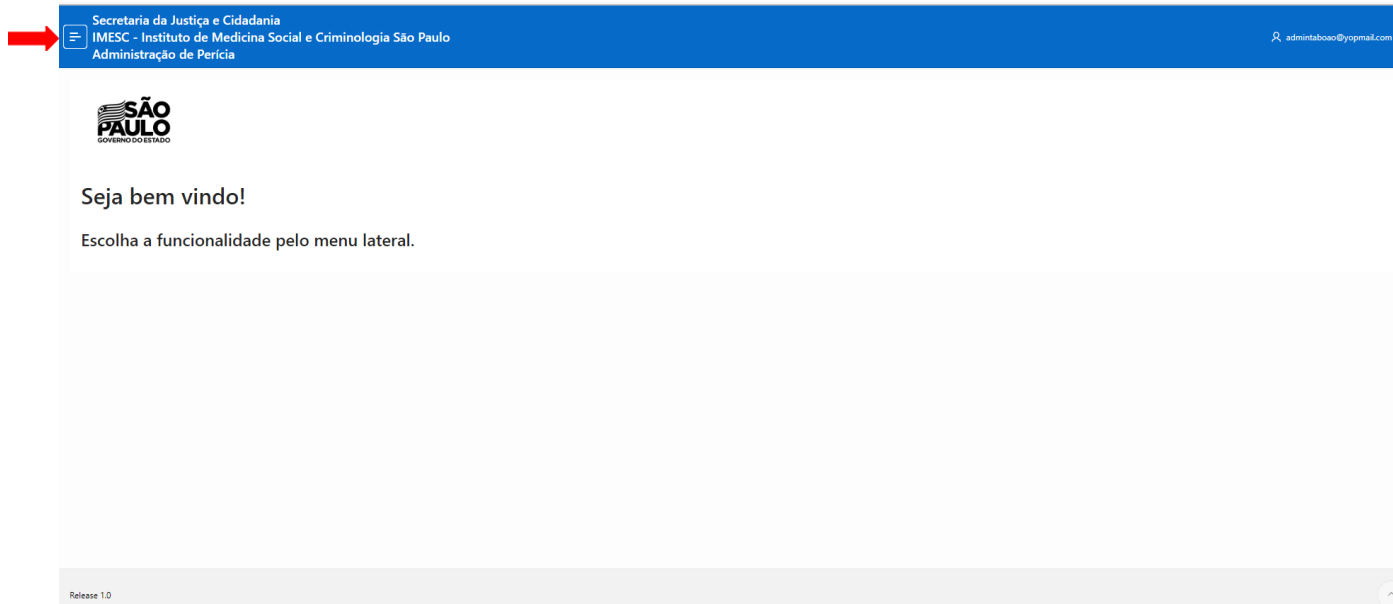 Secretaria da Justiça e Cidadania
IMESC - Instituto de Medicina Social e Criminologia São Paulo
Administração de Perícia
admintaboao@yopmail.com
SÃO
PAULO
GOVERNO DO ESTADO
Seja bem vindo!
Escolha a funcionalidade pelo menu lateral.
Release 1.0